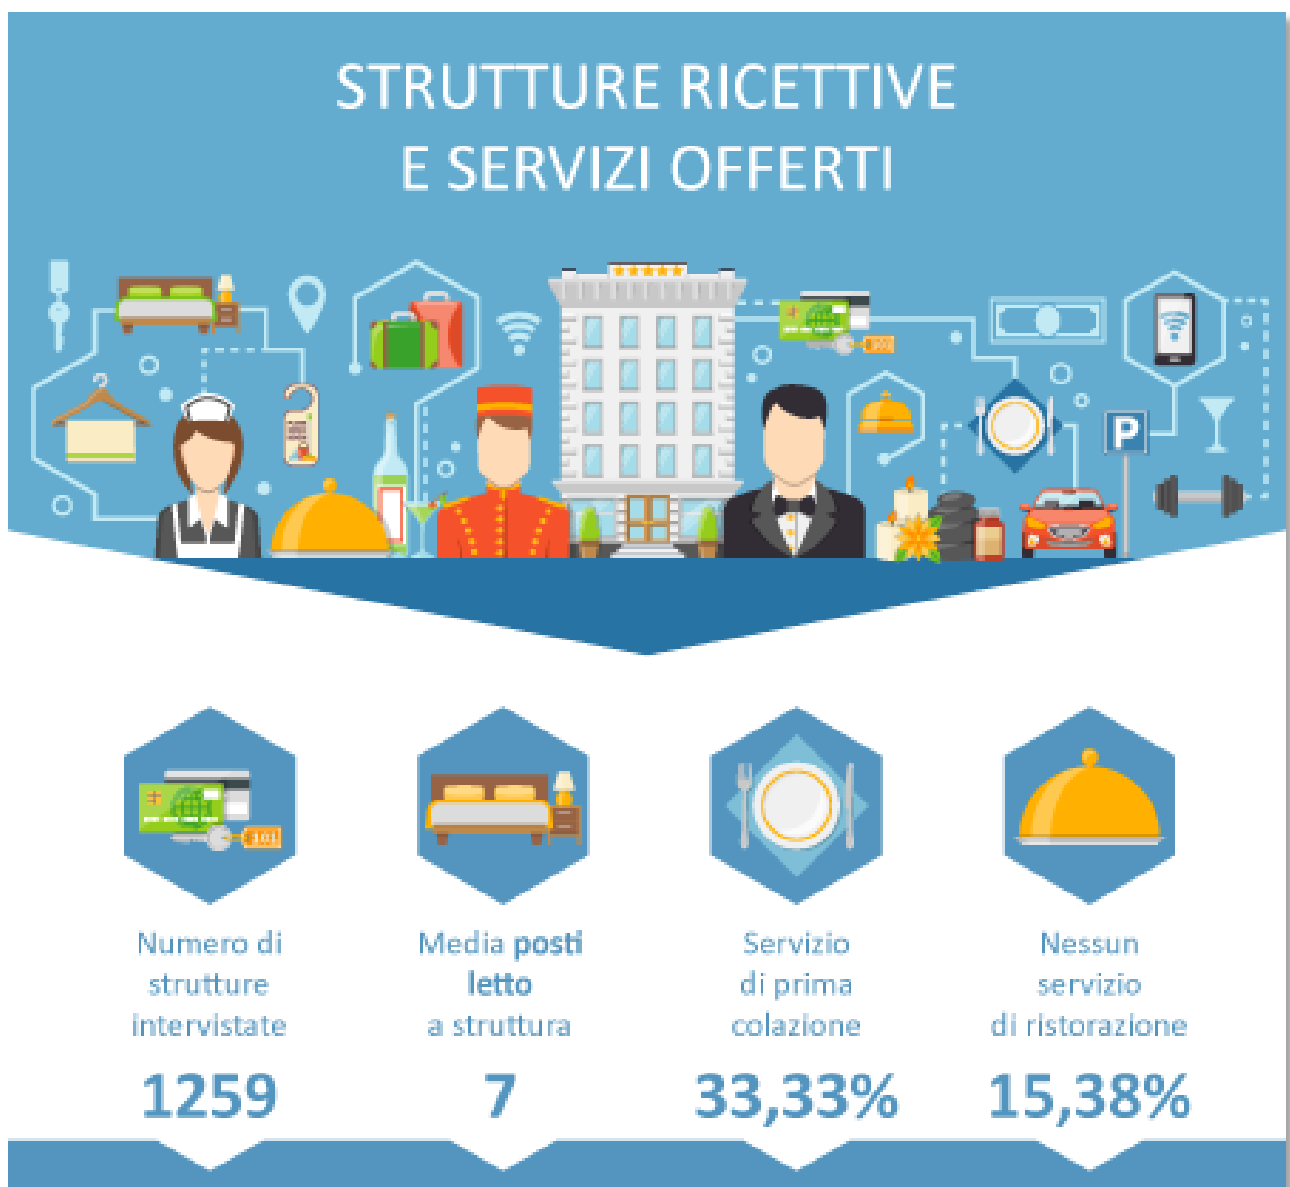 STRUTTURE RICETTIVE
E SERVIZI OFFERTI
P
101
Numero di
strutture
intervistate
1259
Media posti
letto
a struttura
7
Servizio
di prima
colazione
33,33%
Nessun
servizio
di ristorazione
15,38%